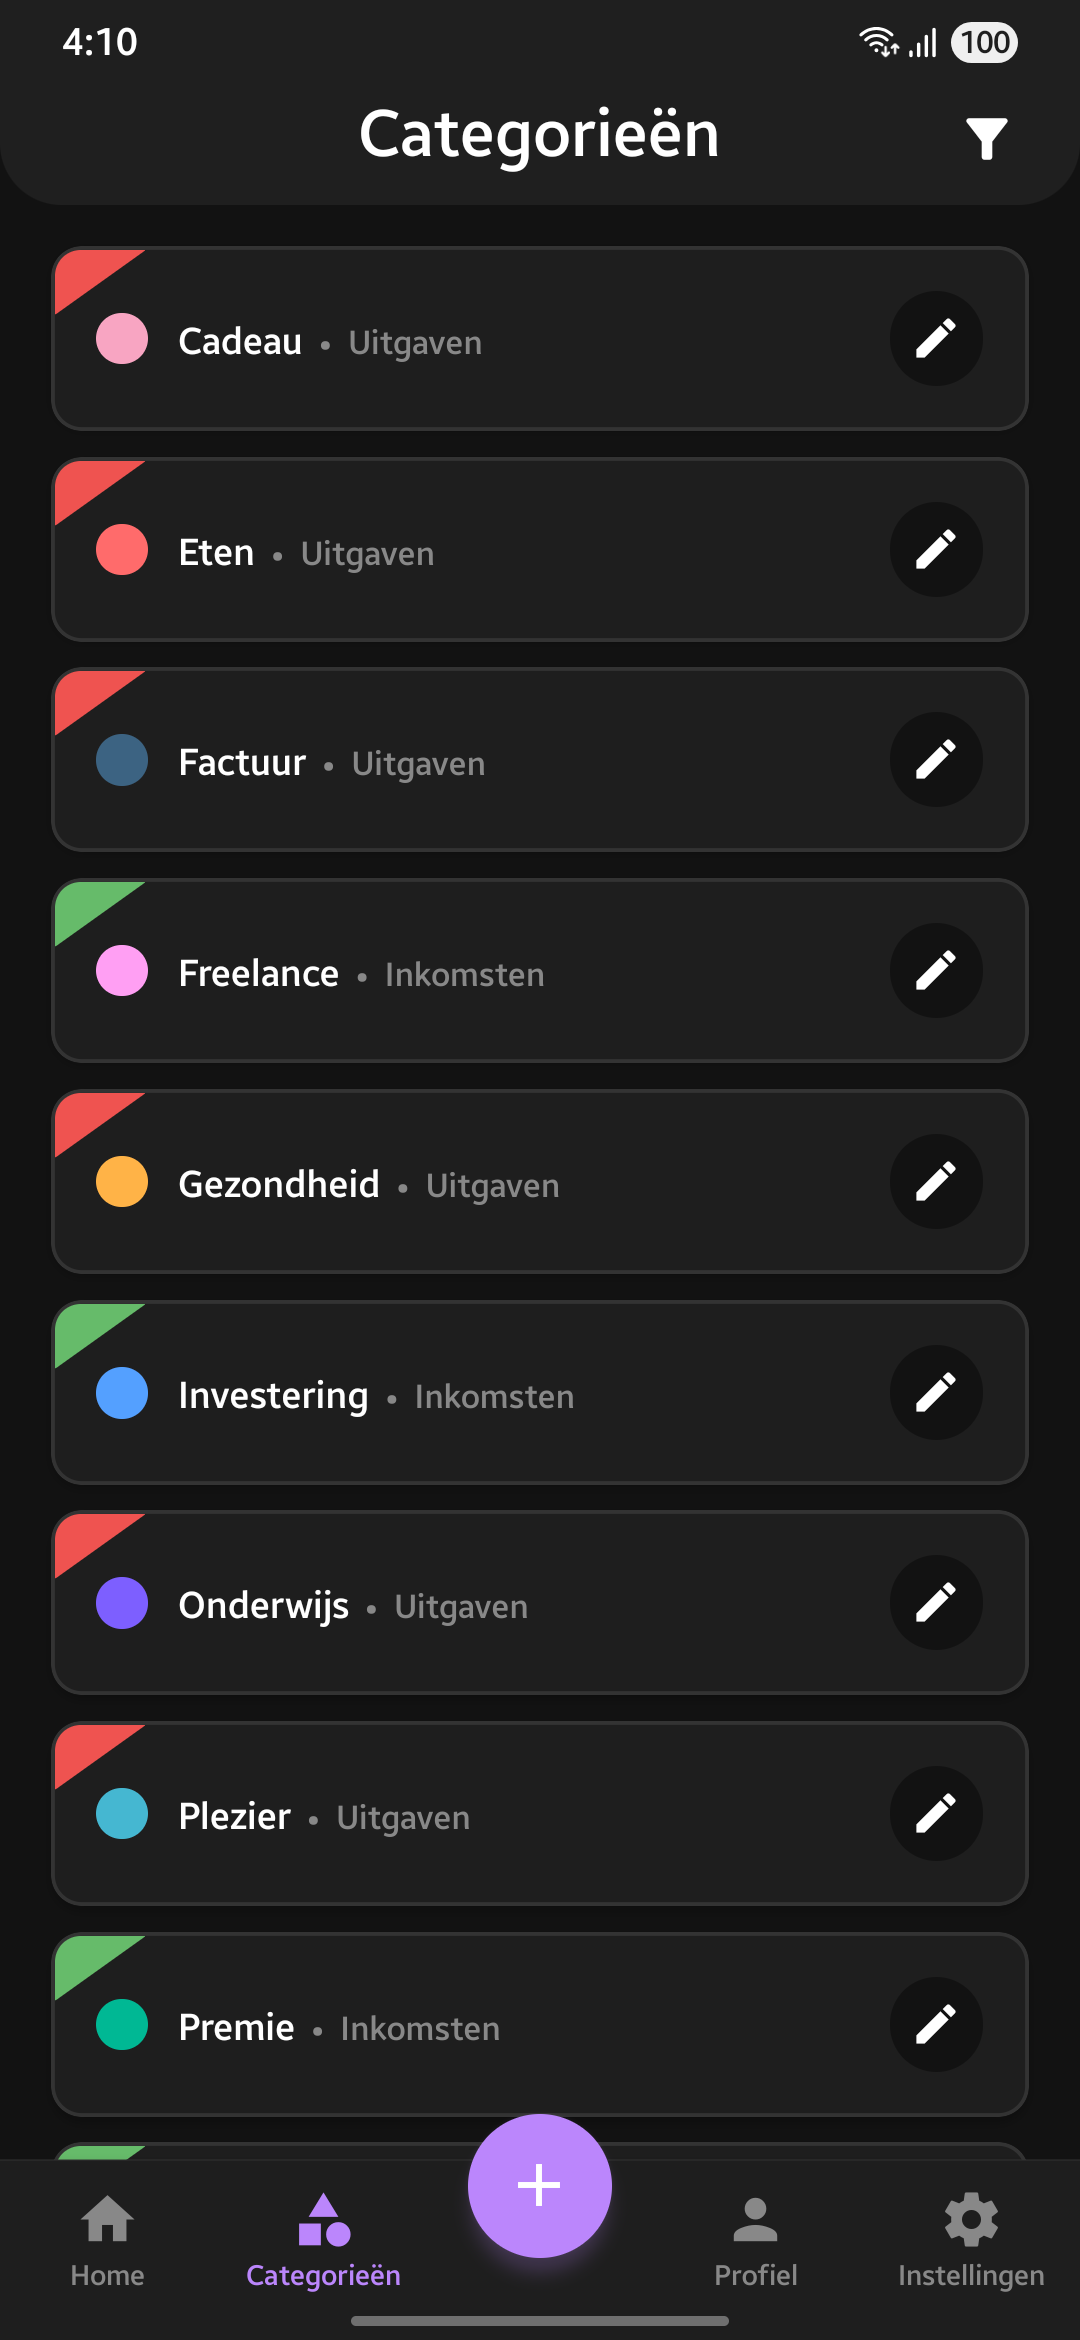 4:10
100
Categorieën
Cadeau • Uitgaven
Eten • Uitgaven
Factuur • Uitgaven
Freelance • Inkomsten
Gezondheid • Uitgaven
Investering • Inkomsten
Onderwijs • Uitgaven
Plezier • Uitgaven
Premie • Inkomsten
Home
Categorieën
Profiel
Instellingen